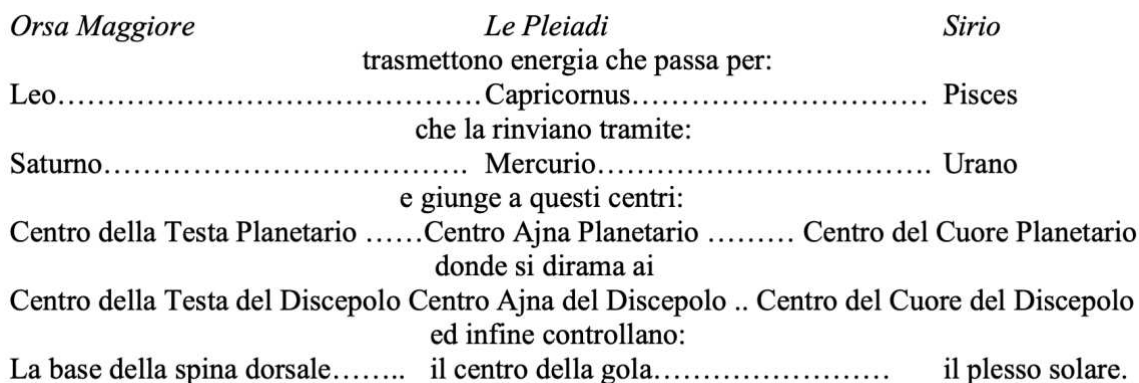 Orsa Maggiore Le Pleiadi Sirio
trasmettono energia che passa per:
Leo……………………………………Capricornus………………………… Pisces
che la rinviano tramite:
Saturno………………………………. Mercurio……………………………. Urano
e giunge a questi centri:
Centro della Testa Planetario ……Centro Ajna Planetario ……… Centro del Cuore Planetario
donde si dirama ai
Centro della Testa del Discepolo Centro Ajna del Discepolo .. Centro del Cuore del Discepolo
ed infine controllano:
La base della spina dorsale…….. il centro della gola…………………… il plesso solare.